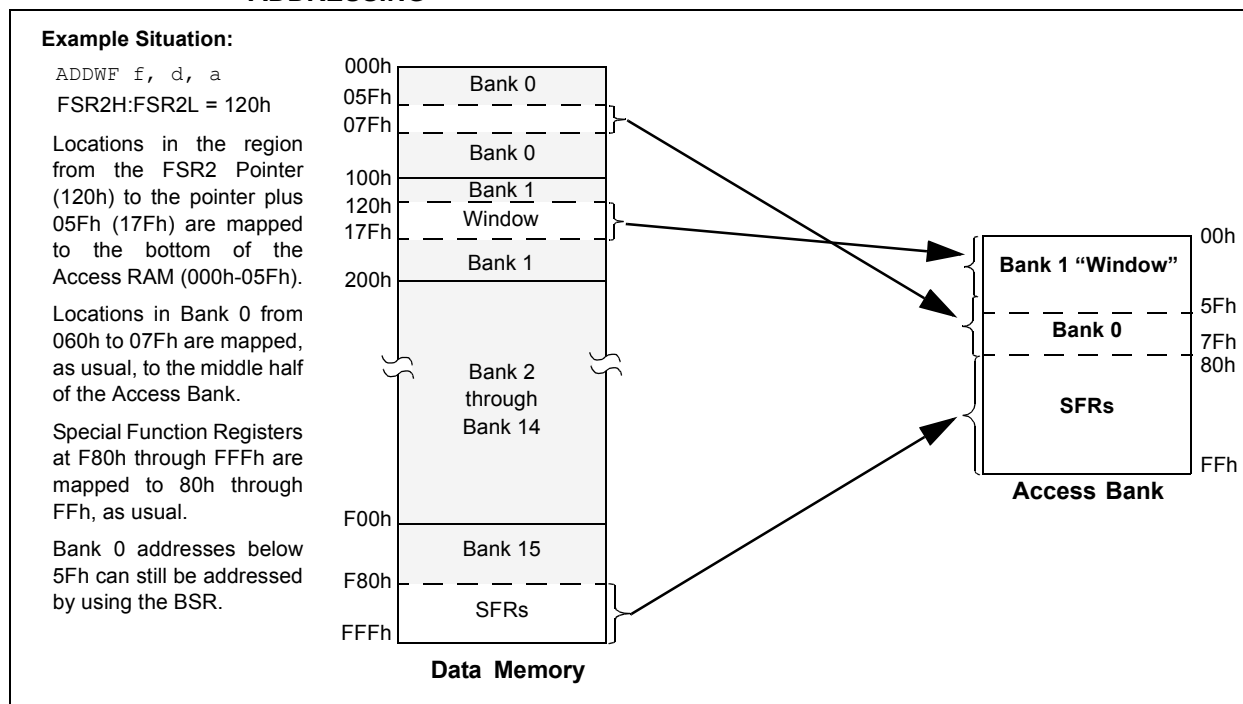 ADDRESSING
Example Situation:
ADDWF f, d, a
FSR2H:FSR2L = 120h
Locations in the region
from the FSR2 Pointer
(120h) to the pointer plus
05Fh (17Fh) are mapped
to the bottom of the
Access RAM (000h-05Fh).
Locations in Bank 0 from
060h to 07Fh are mapped,
as usual, to the middle half
of the Access Bank.
Special Function Registers
at F80h through FFFh are
mapped to 80h through
FFh, as usual.
Bank 0 addresses below
5Fh can still be addressed
by using the BSR.
000h
Bank 0
05Fh
07Fh
Bank 0
100h
Bank 1
120h
Window
17Fh
Bank 1
200h
Bank 2
through
Bank 14
F00h
Bank 15
F80h
SFRs
FFFh
Data Memory
00h
Bank 1 “Window”
5Fh
Bank 0
7Fh
80h
SFRs
FFh
Access Bank